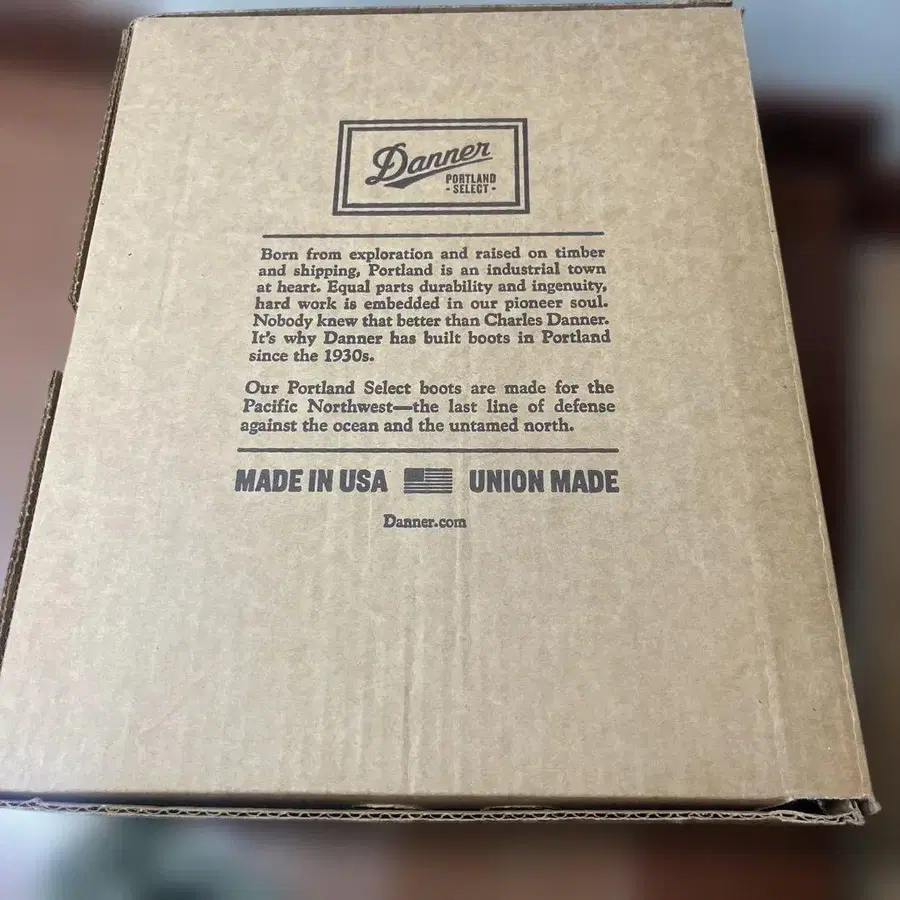 Danner
PORTLAND
- SELECT -
Born from exploration and raised on timber
and shipping, Portland is an industrial town
at heart. Equal parts durability and ingenuity,
hard work is embedded in our pioneer soul.
Nobody knew that better than Charles Danner.
It's why Danner has built boots in Portland
since the 1930s.
Our Portland Select boots are made for the
Pacific Northwest—the last line of defense
against the ocean and the untamed north.
MADE IN USA UNION MADE
Danner.com